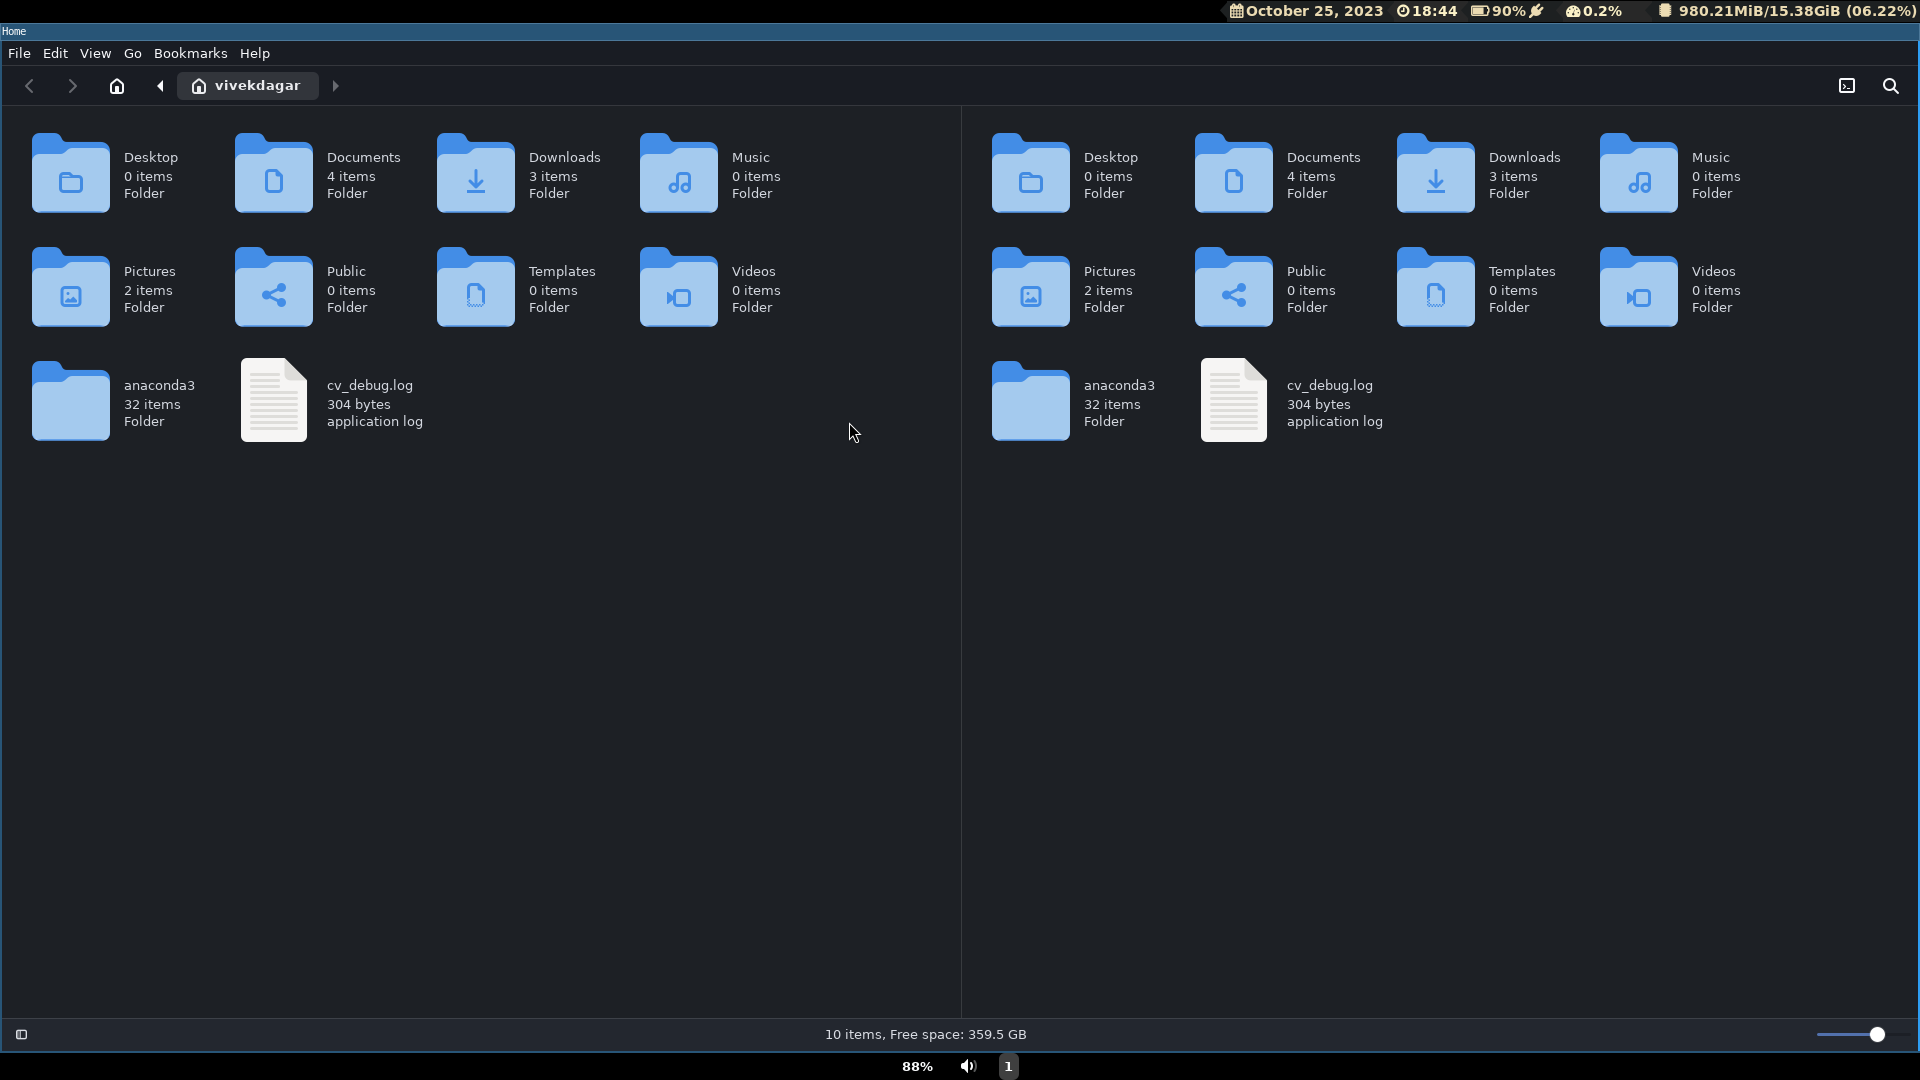 October 25, 2023 18:44 90% 0.2% 980.21MiB/15.38GiB (06.22%)
Home
File Edit View Go Bookmarks Help
vivekdagar
Desktop
0 items
Folder
Documents
4 items
Folder
Downloads
3 items
Folder
Music
0 items
Folder
Pictures
2 items
Folder
Public
0 items
Folder
Templates
0 items
Folder
Videos
0 items
Folder
anaconda3
32 items
Folder
cv_debug.log
304 bytes
application log
Desktop
0 items
Folder
Documents
4 items
Folder
Downloads
3 items
Folder
Music
0 items
Folder
Pictures
2 items
Folder
Public
0 items
Folder
Templates
0 items
Folder
Videos
0 items
Folder
anaconda3
32 items
Folder
cv_debug.log
304 bytes
application log
10 items, Free space: 359.5 GB
88% 1